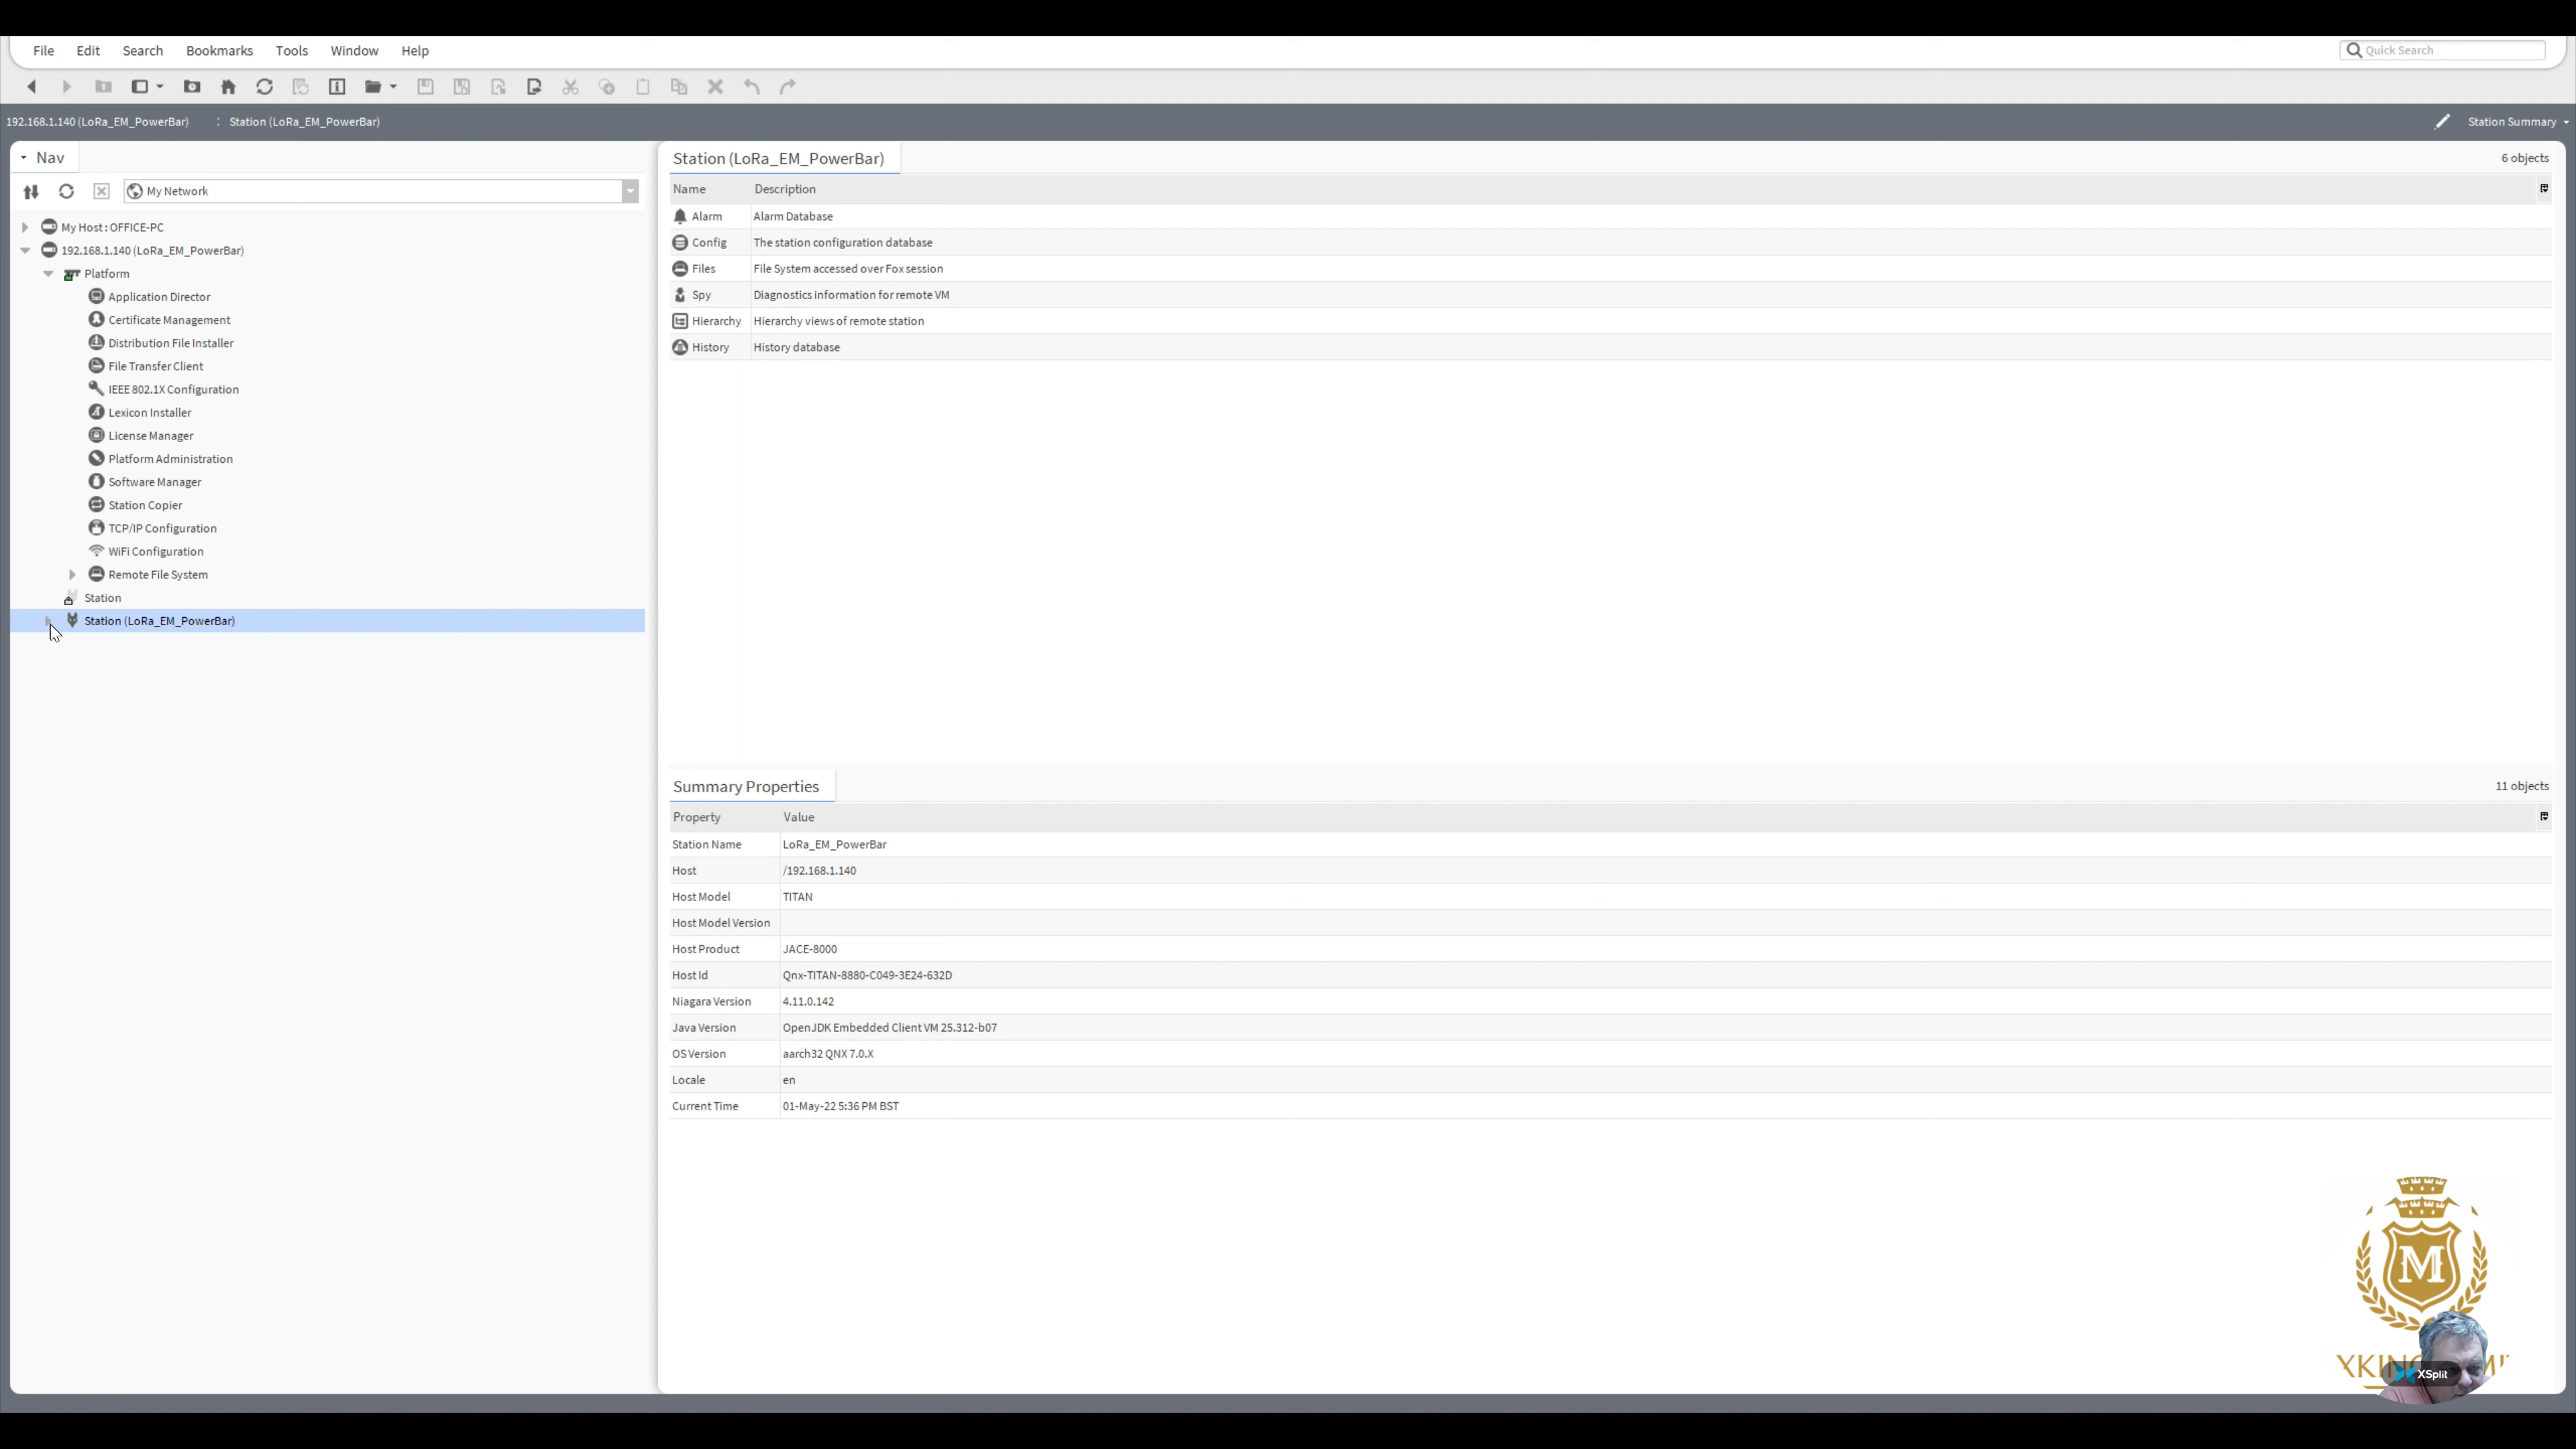 File Edit Search Bookmarks Tools Window Help
Quick Search
192.168.1.140 (LoRa_EM_PowerBar) : Station (LoRa_EM_PowerBar)
Station Summary
Nav
My Network
My Host : OFFICE-PC
192.168.1.140 (LoRa_EM_PowerBar)
Platform
Application Director
Certificate Management
Distribution File Installer
File Transfer Client
IEEE 802.1X Configuration
Lexicon Installer
License Manager
Platform Administration
Software Manager
Station Copier
TCP/IP Configuration
WiFi Configuration
Remote File System
Station
Station (LoRa_EM_PowerBar)
Station (LoRa_EM_PowerBar)
6 objects
Name Description
Alarm Alarm Database
Config The station configuration database
Files File System accessed over Fox session
Spy Diagnostics information for remote VM
Hierarchy Hierarchy views of remote station
History History database
Summary Properties
11 objects
Property Value
Station Name LoRa_EM_PowerBar
Host /192.168.1.140
Host Model TITAN
Host Model Version
Host Product JACE-8000
Host Id Qnx-TITAN-8880-C049-3E24-632D
Niagara Version 4.11.0.142
Java Version OpenJDK Embedded Client VM 25.312-b07
OS Version aarch32 QNX 7.0.X
Locale en
Current Time 01-May-22 5:36 PM BST
M
XSplit